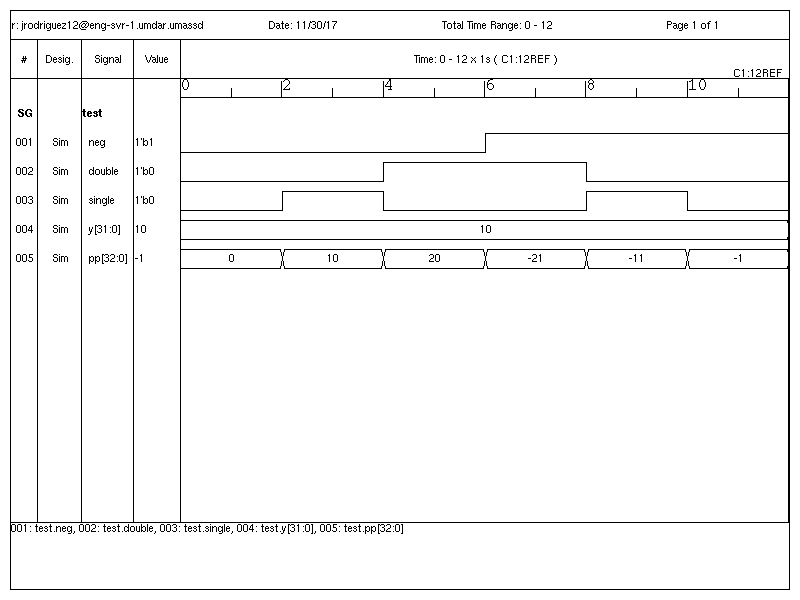 r: jrodriguez12@eng-svr-1.umdar.umassd Date: 11/30/17 Total Time Range: 0 - 12 Page 1 of 1
# Desig. Signal Value Time: 0 - 12 x 1s ( C1:12REF )
C1:12REF
0 2 4 6 8 10
SG test
001 Sim neg 1'b1
002 Sim double 1'b0
003 Sim single 1'b0
004 Sim y[31:0] 10 10
005 Sim pp[32:0] -1 0 10 20 -21 -11 -1
001: test.neg, 002: test.double, 003: test.single, 004: test.y[31:0], 005: test.pp[32:0]